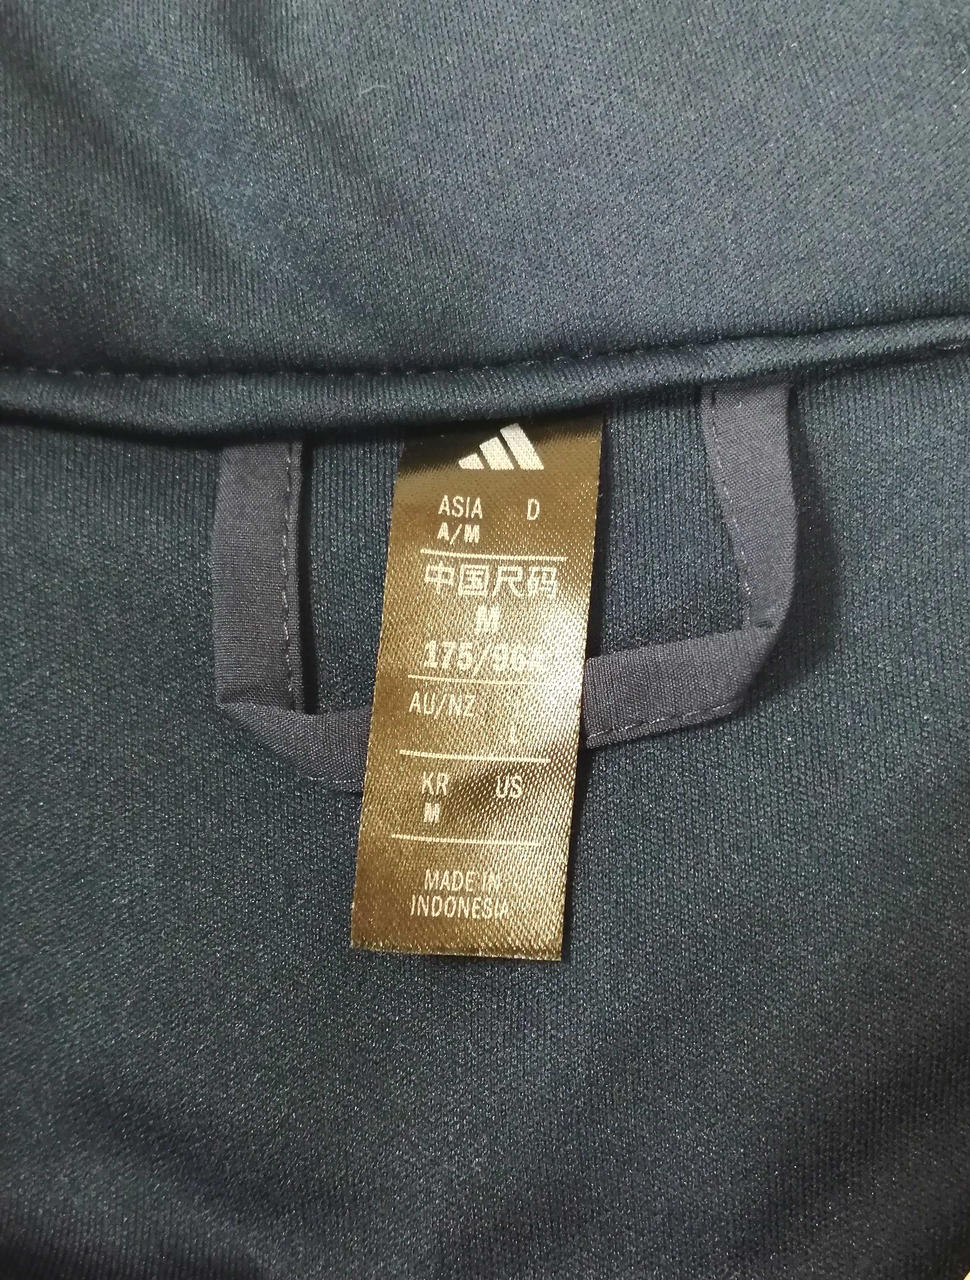 ASIA D
A/M
中国尺码
M
AU/NZ
KR US
M
MADE IN
INDONESIA